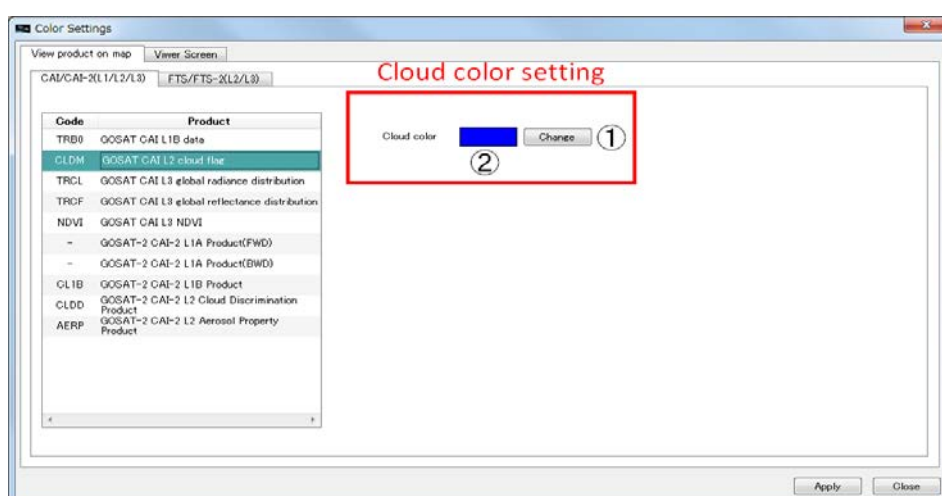 Color Settings
View product on map Viwer Screen
CAI/CAI-2(L1/L2/L3) FTS/FTS-2(L2/L3)
Cloud color setting
Code Product
TRB0 GOSAT CAI L1B data
CLDM GOSAT CAI L2 cloud flag
TRCL GOSAT CAI L3 global radiance distribution
TRCF GOSAT CAI L3 global reflectance distribution
NDVI GOSAT CAI L3 NDVI
- GOSAT-2 CAI-2 L1A Product(FWD)
- GOSAT-2 CAI-2 L1A Product(BWD)
CL1B GOSAT-2 CAI-2 L1B Product
CLDD GOSAT-2 CAI-2 L2 Cloud Discrimination
Product
AERP GOSAT-2 CAI-2 L2 Aerosol Property
Product
Cloud color Change ①
②
Apply Close